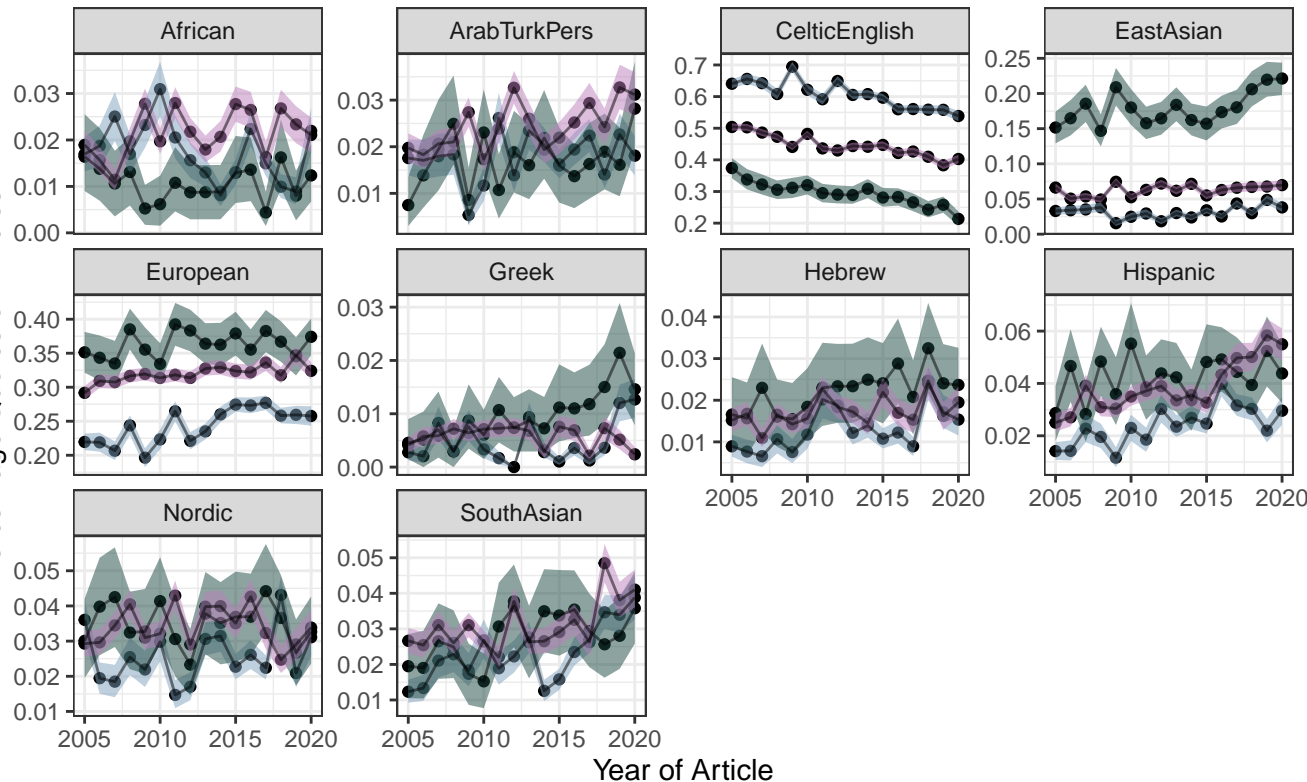 African ArabTurkPers CelticEnglish EastAsian
0.03 0.02 0.01 0.00
0.03 0.02 0.01
0.7 0.6 0.5 0.4 0.3 0.2
0.25 0.20 0.15 0.10 0.05 0.00
European Greek Hebrew Hispanic
0.40 0.35 0.30 0.25 0.20
0.03 0.02 0.01 0.00
0.04 0.03 0.02 0.01
0.06 0.04 0.02
2005 2010 2015 2020 2005 2010 2015 2020
Nordic SouthAsian
0.05 0.04 0.03 0.02 0.01
0.05 0.04 0.03 0.02 0.01
2005 2010 2015 2020 2005 2010 2015 2020
Year of Article